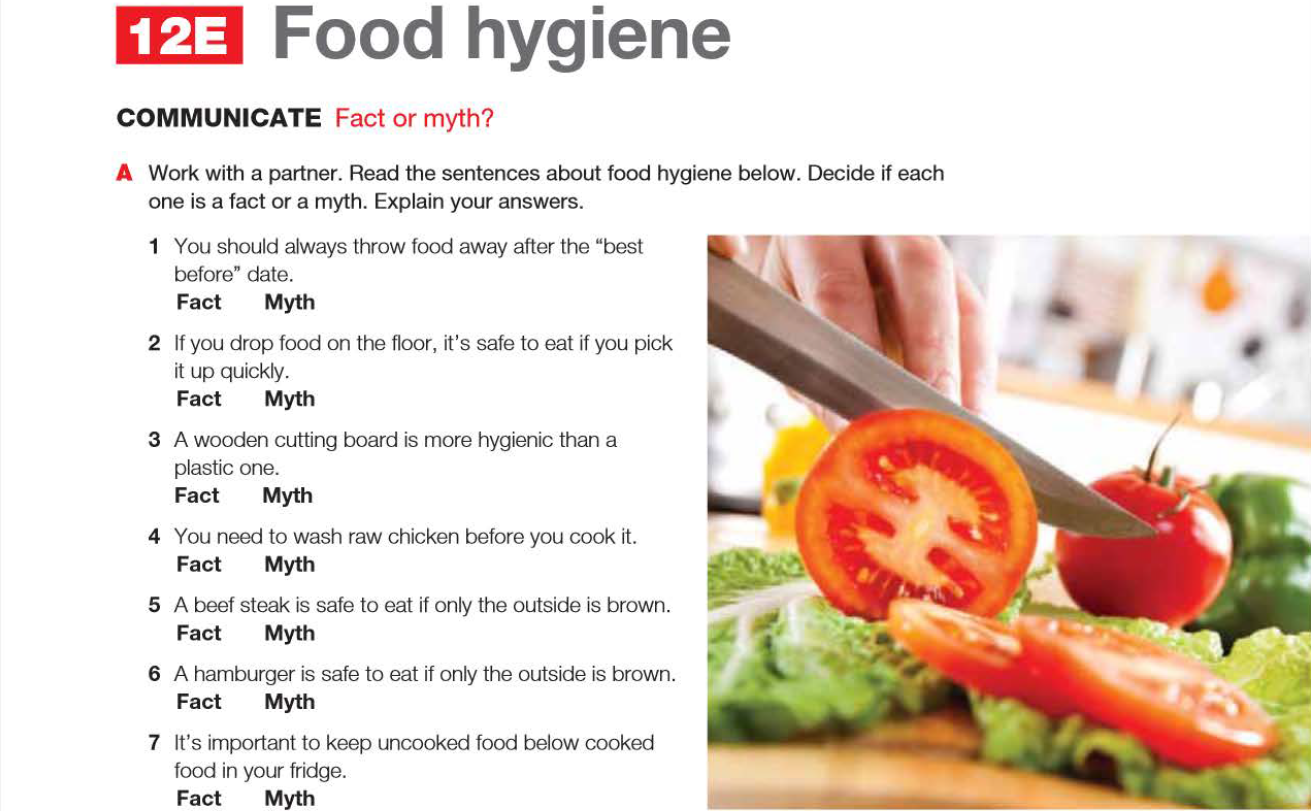 12E Food hygiene
COMMUNICATE Fact or myth?
A Work with a partner. Read the sentences about food hygiene below. Decide if each
one is a fact or a myth. Explain your answers.
1 You should always throw food away after the “best
before” date.
Fact Myth
2 If you drop food on the floor, it’s safe to eat if you pick
it up quickly.
Fact Myth
3 A wooden cutting board is more hygienic than a
plastic one.
Fact Myth
4 You need to wash raw chicken before you cook it.
Fact Myth
5 A beef steak is safe to eat if only the outside is brown.
Fact Myth
6 A hamburger is safe to eat if only the outside is brown.
Fact Myth
7 It’s important to keep uncooked food below cooked
food in your fridge.
Fact Myth